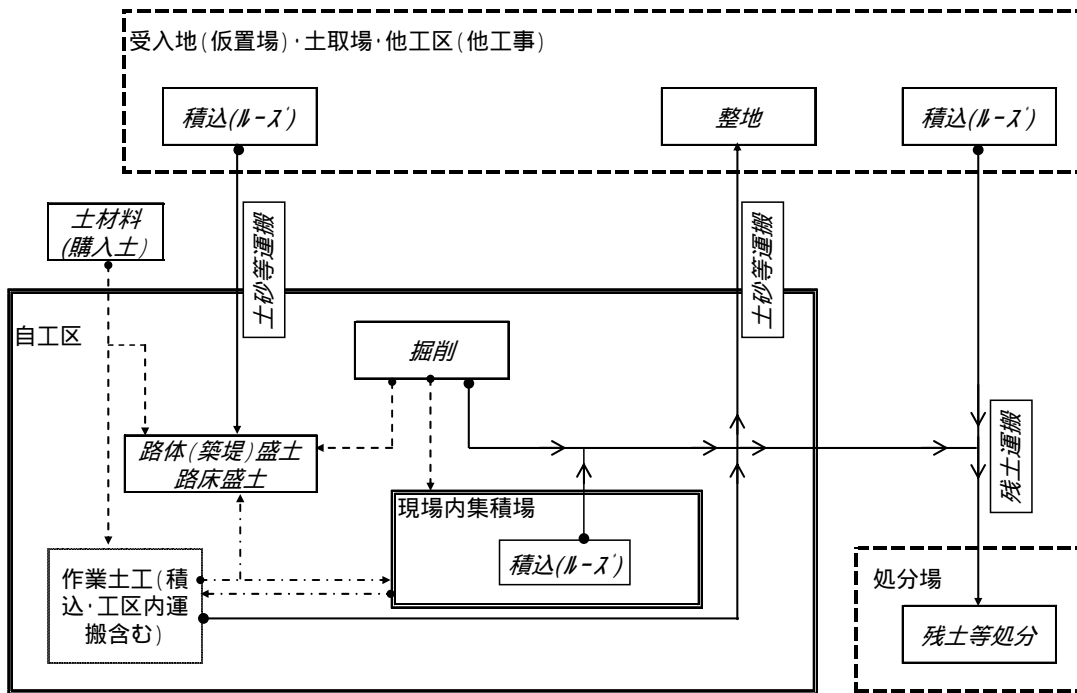 受入地(仮置場)･土取場･他工区(他工事)
積込(ﾙｰｽﾞ)
整地
積込(ﾙｰｽﾞ)
土材料
(購入土)
土砂等運搬
土砂等運搬
自工区
掘削
路体(築堤)盛土
路床盛土
残土運搬
現場内集積場
積込(ﾙｰｽﾞ)
作業土工(積
込･工区内運
搬含む)
処分場
残土等処分